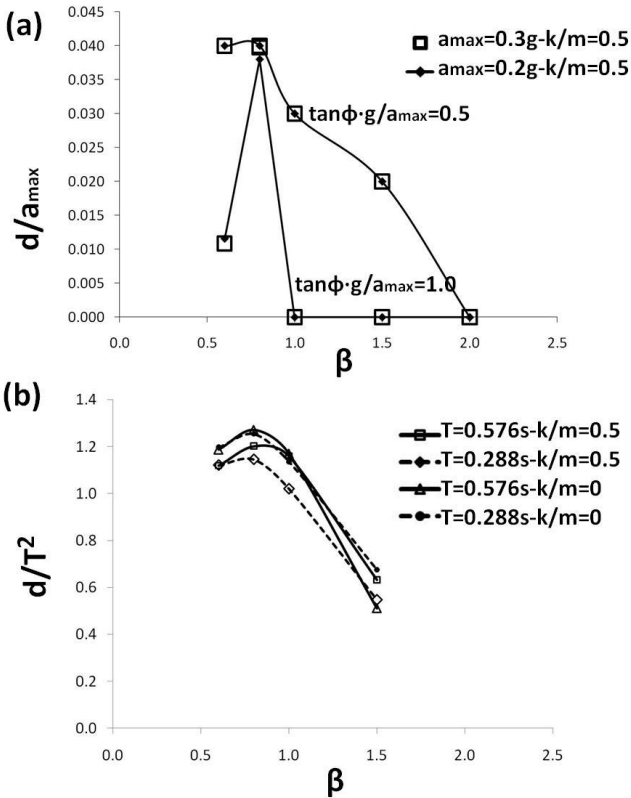 (a)
amax=0.3g-k/m=0.5
amax=0.2g-k/m=0.5
tanϕ·g/amax=0.5
tanϕ·g/amax=1.0
d/amax
0.040
0.035
0.030
0.025
0.020
0.015
0.010
0.005
0.000
0.0 0.5 1.0 1.5 2.0 2.5
β
(b)
T=0.576s-k/m=0.5
T=0.288s-k/m=0.5
T=0.576s-k/m=0
T=0.288s-k/m=0
d/T²
1.4
1.2
1.0
0.8
0.6
0.4
0.2
0.0
0.0 0.5 1.0 1.5 2.0 2.5
β